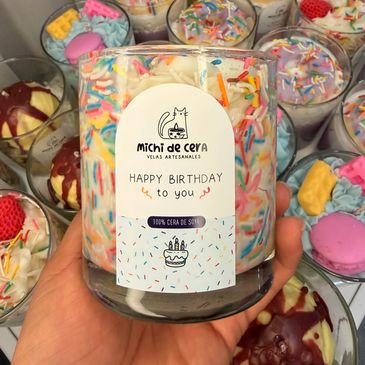 michi de cera
VELAS ARTESANALES
HAPPY BIRTHDAY
to you
100% CERA DE SOYA